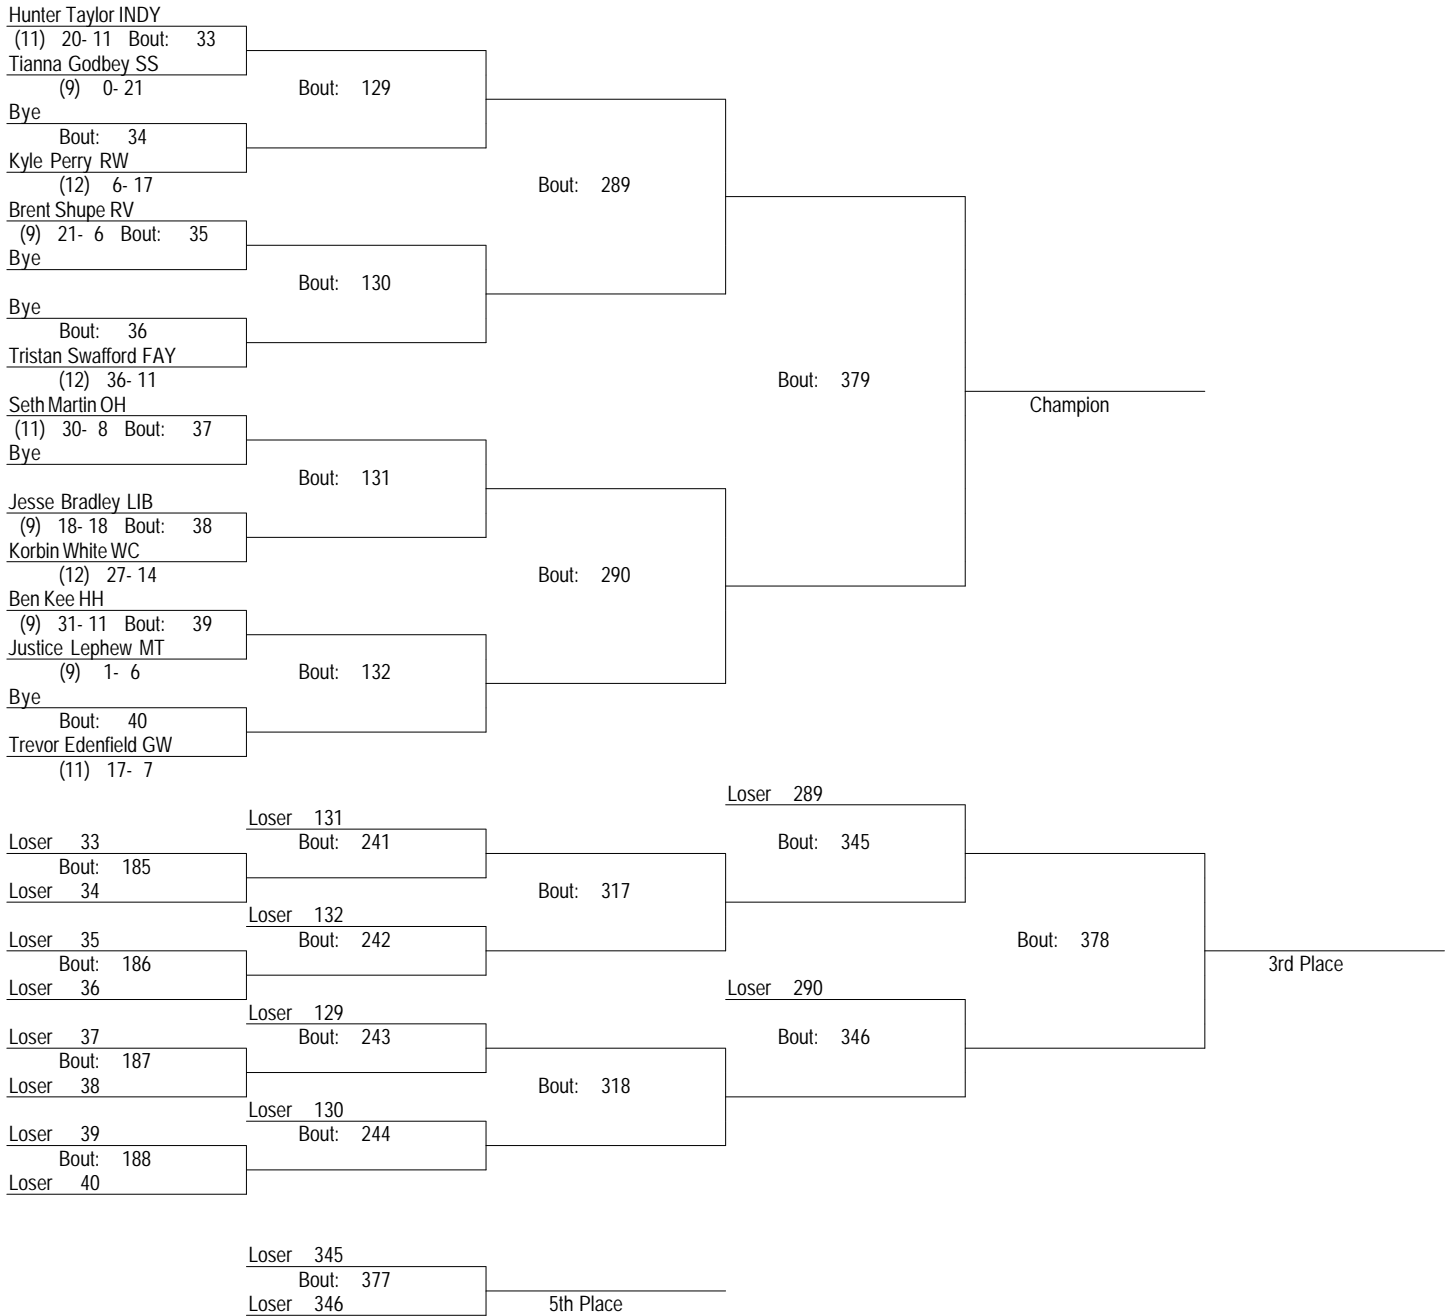 Hunter Taylor INDY
(11) 20- 11 Bout: 33
Tianna Godbey SS
(9) 0- 21
Bout: 129
Bye
Bout: 34
Kyle Perry RW
(12) 6- 17
Bout: 289
Brent Shupe RV
(9) 21- 6 Bout: 35
Bye
Bout: 130
Bye
Bout: 36
Tristan Swafford FAY
(12) 36- 11
Bout: 379
Seth Martin OH
Champion
(11) 30- 8 Bout: 37
Bye
Bout: 131
Jesse Bradley LIB
(9) 18- 18 Bout: 38
Korbin White WC
(12) 27- 14
Bout: 290
Ben Kee HH
(9) 31- 11 Bout: 39
Justice Lephew MT
(9) 1- 6
Bout: 132
Bye
Bout: 40
Trevor Edenfield GW
(11) 17- 7
Loser 289
Loser 131
Loser 33
Bout: 241
Bout: 345
Bout: 185
Loser 34
Bout: 317
Loser 132
Loser 35
Bout: 242
Bout: 378
Bout: 186
3rd Place
Loser 36
Loser 290
Loser 129
Loser 37
Bout: 243
Bout: 346
Bout: 187
Loser 38
Bout: 318
Loser 130
Loser 39
Bout: 244
Bout: 188
Loser 40
Loser 345
Bout: 377
Loser 346
5th Place